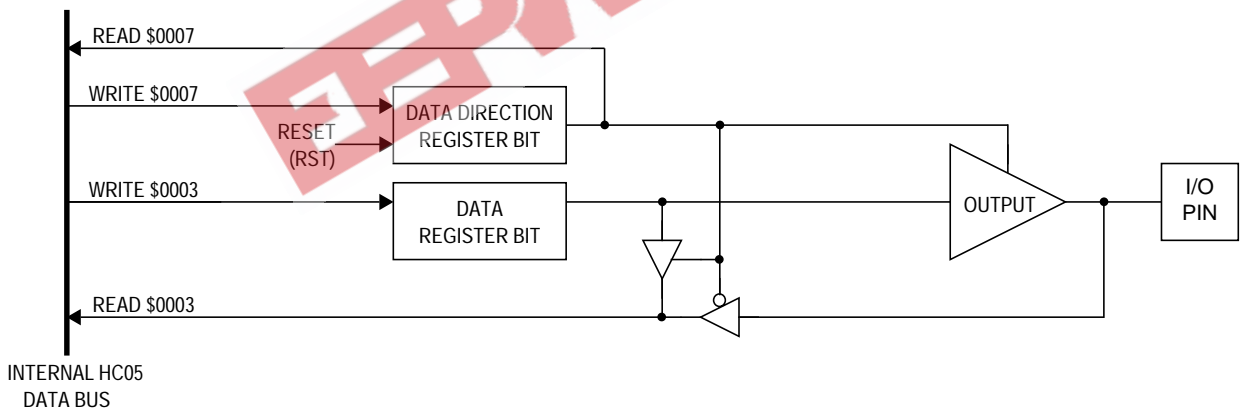 READ $0007
WRITE $0007
DATA DIRECTION
REGISTER BIT
RESET
(RST)
WRITE $0003
DATA
REGISTER BIT
OUTPUT
I/O
PIN
READ $0003
INTERNAL HC05
DATA BUS